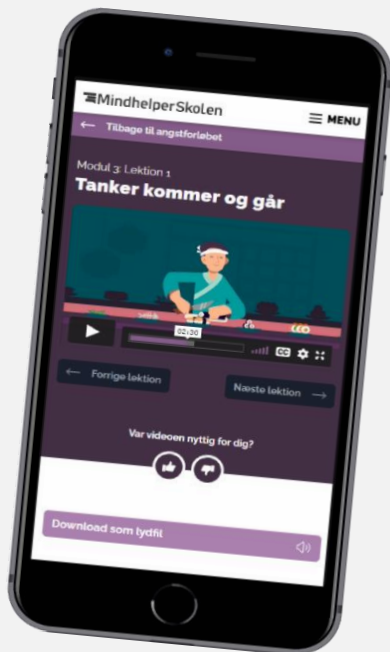 MindhelperSkolen
MENU
← Tilbage til angstforløbet
Modul 3: Lektion 1
Tanker kommer og går
02:30
CC
← Forrige lektion
Næste lektion →
Var videoen nyttig for dig?
Download som lydfil